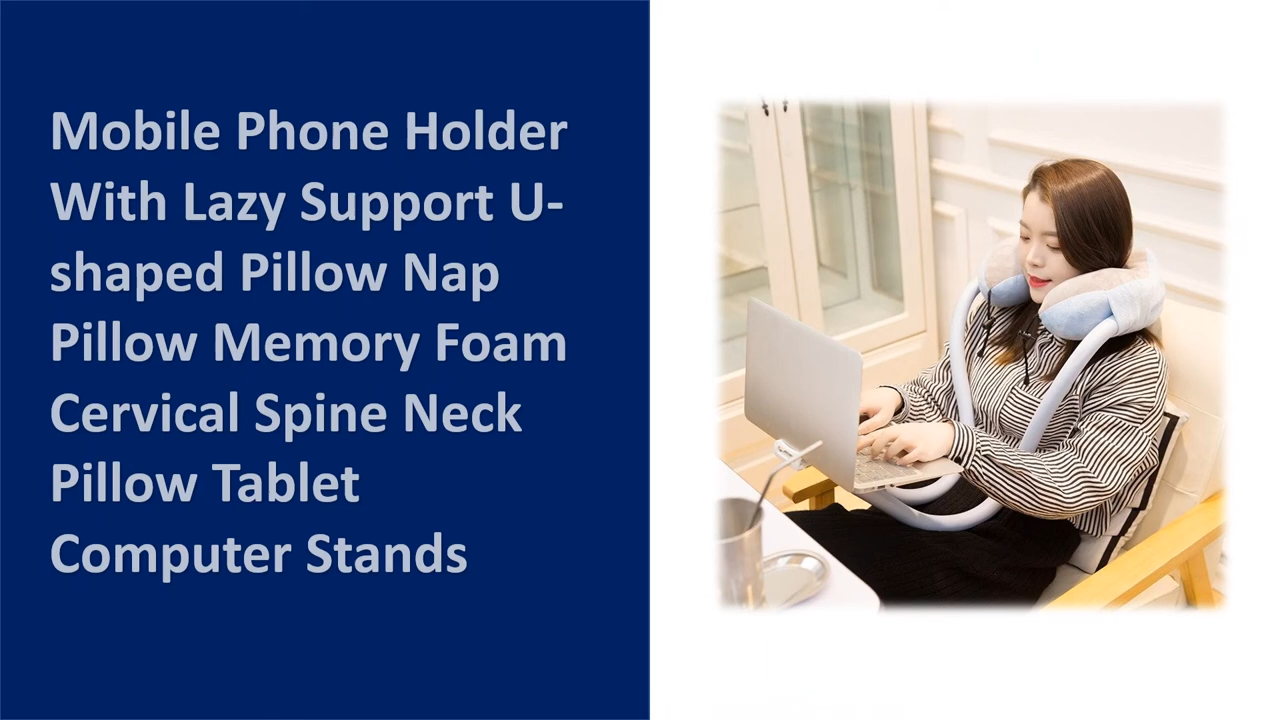 Mobile Phone Holder
With Lazy Support U-
shaped Pillow Nap
Pillow Memory Foam
Cervical Spine Neck
Pillow Tablet
Computer Stands